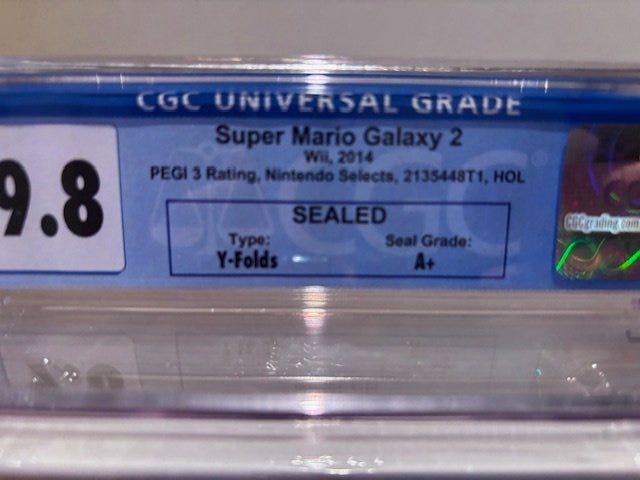 CGC UNIVERSAL GRADE
9.8
Super Mario Galaxy 2
Wii, 2014
PEGI 3 Rating, Nintendo Selects, 2135448T1, HOL
SEALED
Type: Seal Grade:
Y-Folds A+
CGC
CGCgrading.com